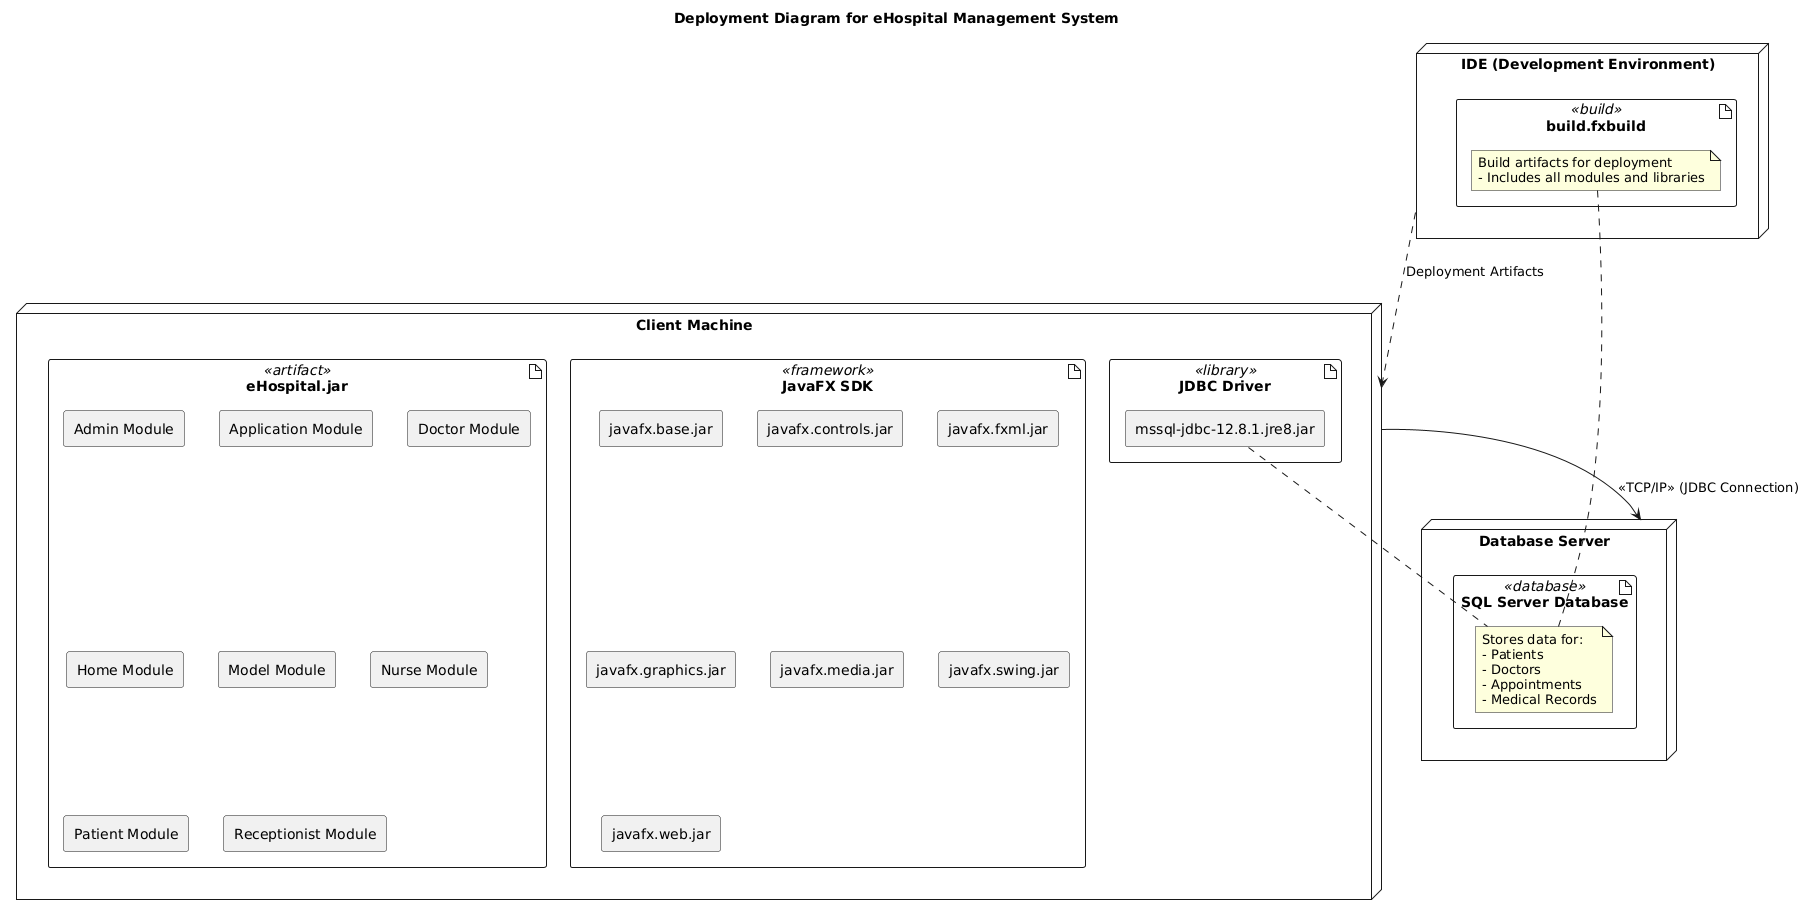 Deployment Diagram for eHospital Management System
IDE (Development Environment)
«build»
build.fxbuild
Build artifacts for deployment
- Includes all modules and libraries
Deployment Artifacts
Client Machine
«artifact»
eHospital.jar
Admin Module
Application Module
Doctor Module
Home Module
Model Module
Nurse Module
Patient Module
Receptionist Module
«framework»
JavaFX SDK
javafx.base.jar
javafx.controls.jar
javafx.fxml.jar
javafx.graphics.jar
javafx.media.jar
javafx.swing.jar
javafx.web.jar
«library»
JDBC Driver
mssql-jdbc-12.8.1.jre8.jar
«TCP/IP» (JDBC Connection)
Database Server
«database»
SQL Server Database
Stores data for:
- Patients
- Doctors
- Appointments
- Medical Records